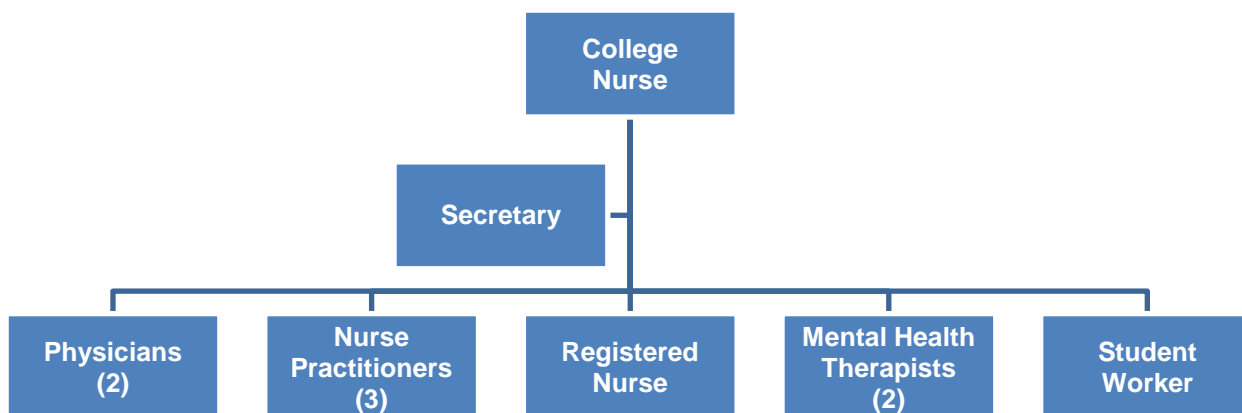 College
Nurse
Secretary
Physicians
(2)
Nurse
Practitioners
(3)
Registered
Nurse
Mental Health
Therapists
(2)
Student
Worker